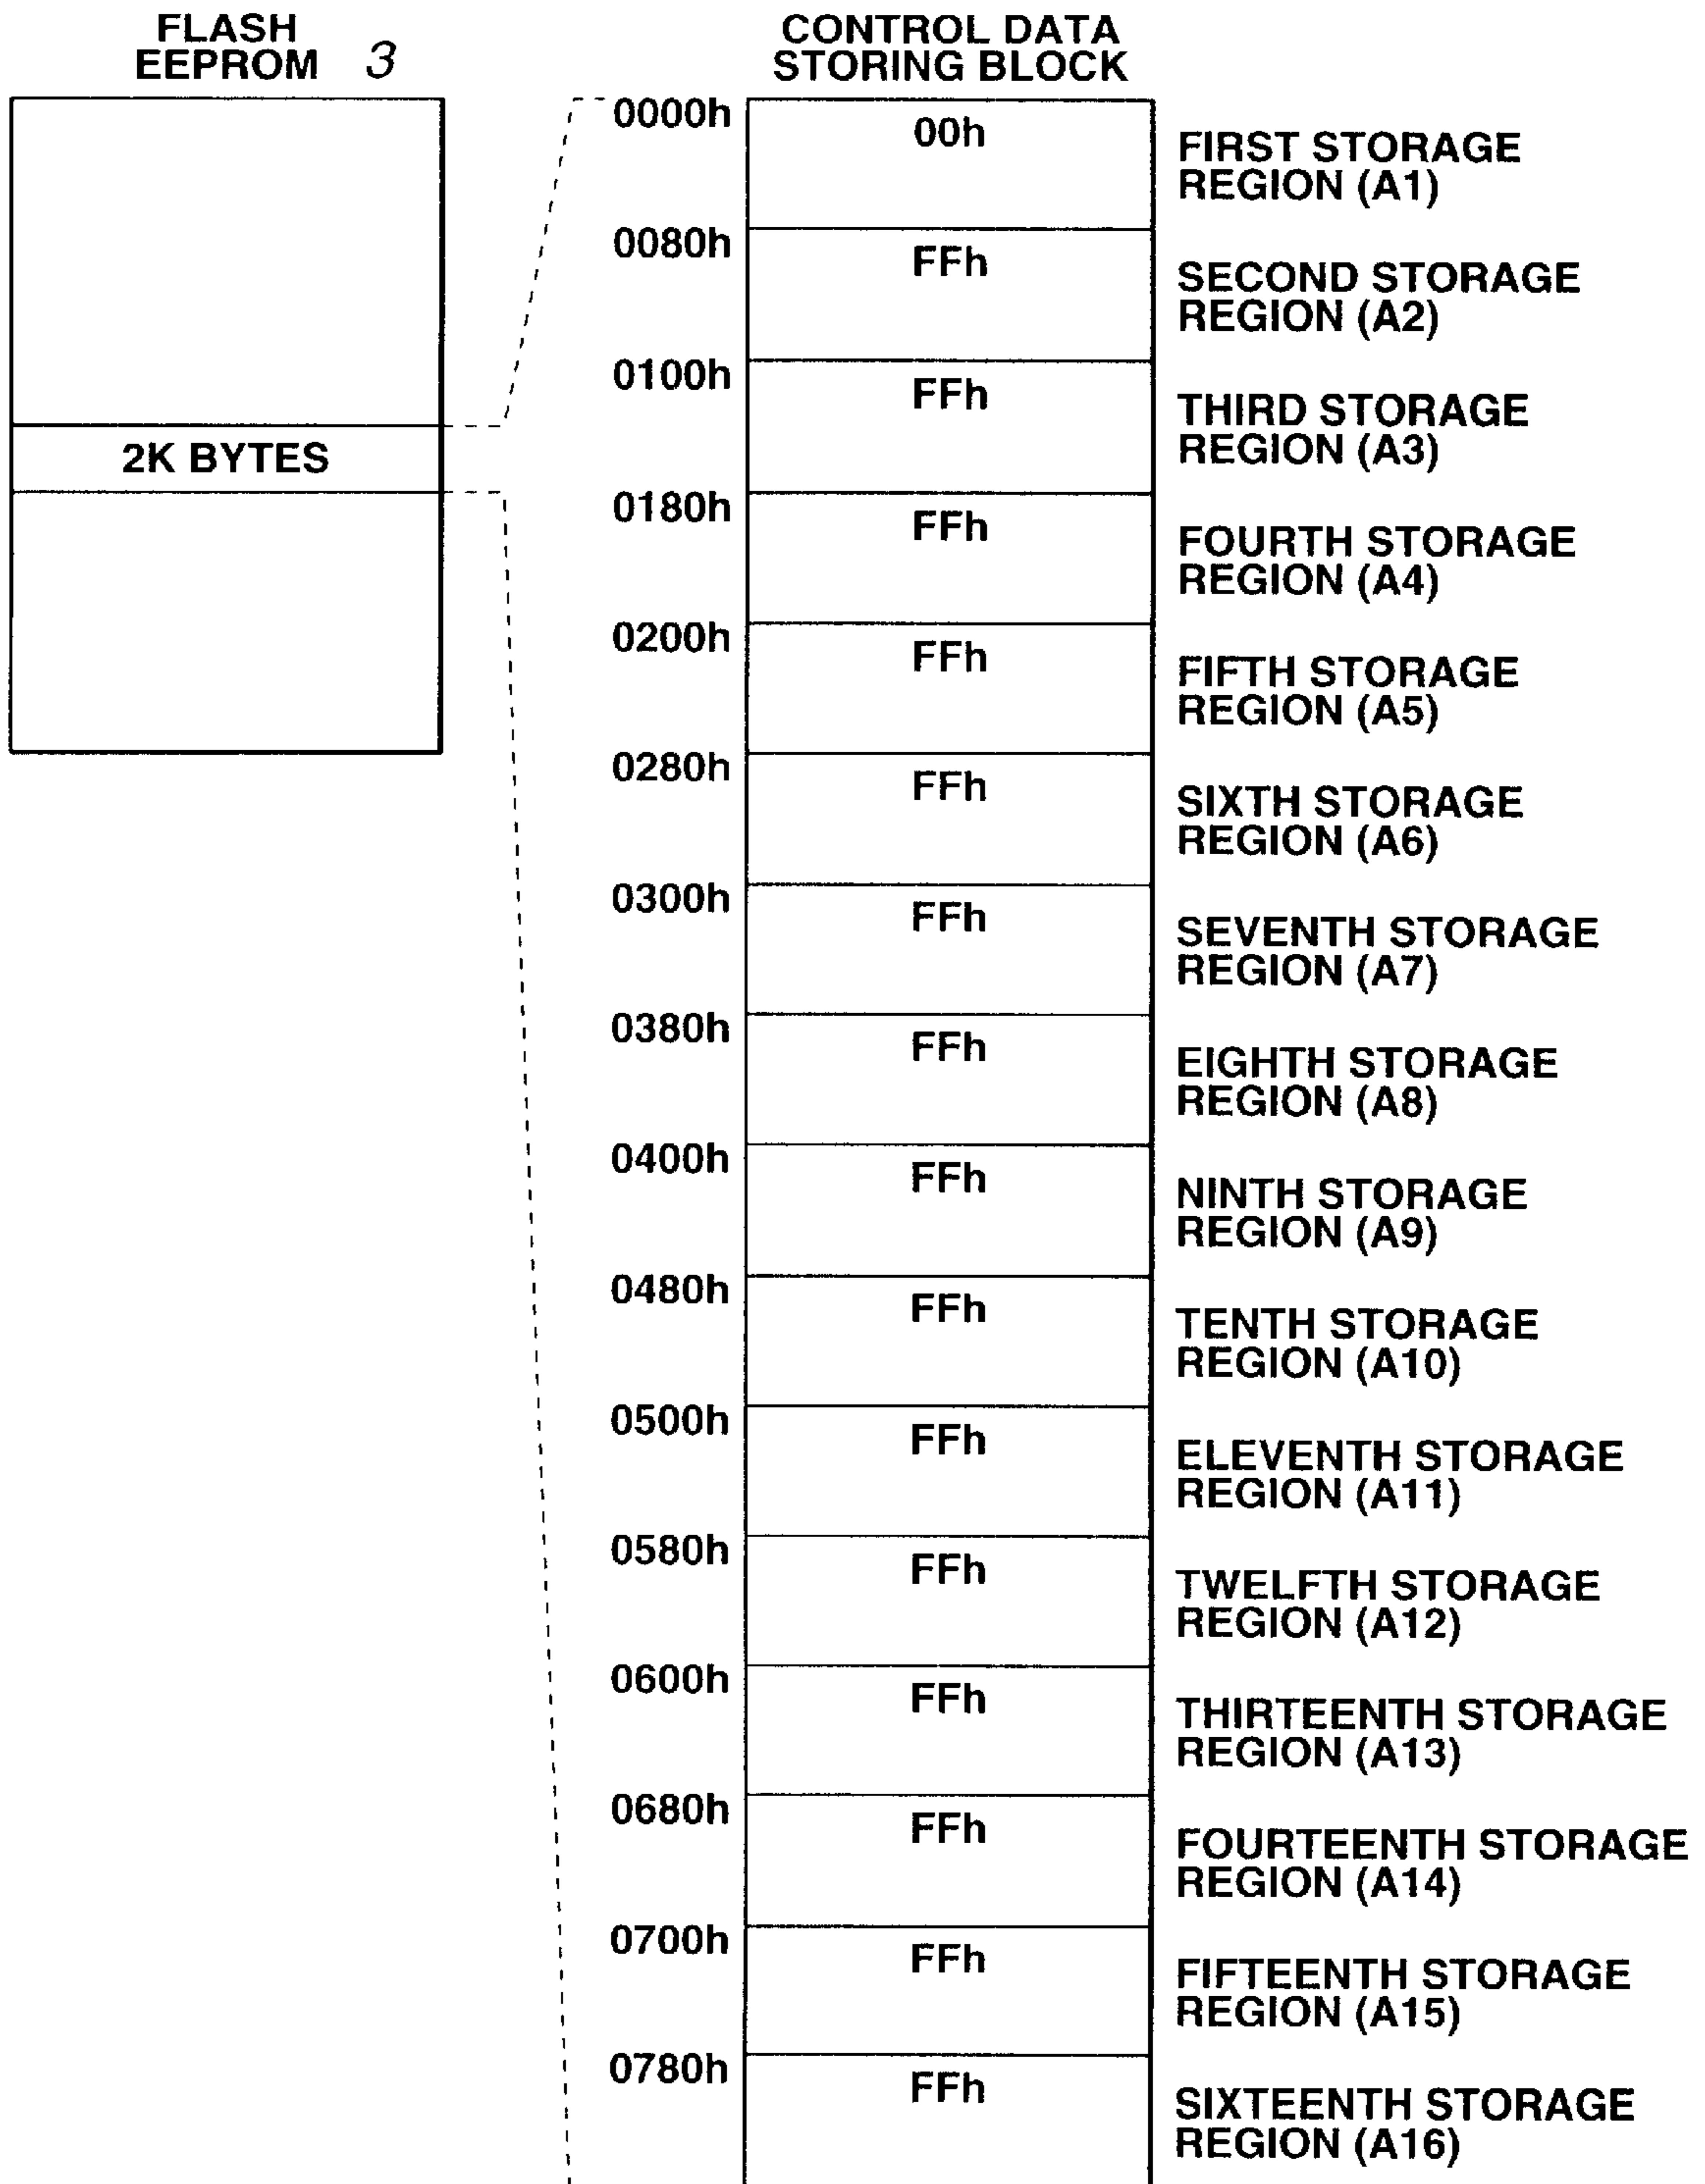 FLASH
EEPROM 3
2K BYTES
CONTROL DATA
STORING BLOCK
0000h 00h FIRST STORAGE
REGION (A1)
0080h FFh SECOND STORAGE
REGION (A2)
0100h FFh THIRD STORAGE
REGION (A3)
0180h FFh FOURTH STORAGE
REGION (A4)
0200h FFh FIFTH STORAGE
REGION (A5)
0280h FFh SIXTH STORAGE
REGION (A6)
0300h FFh SEVENTH STORAGE
REGION (A7)
0380h FFh EIGHTH STORAGE
REGION (A8)
0400h FFh NINTH STORAGE
REGION (A9)
0480h FFh TENTH STORAGE
REGION (A10)
0500h FFh ELEVENTH STORAGE
REGION (A11)
0580h FFh TWELFTH STORAGE
REGION (A12)
0600h FFh THIRTEENTH STORAGE
REGION (A13)
0680h FFh FOURTEENTH STORAGE
REGION (A14)
0700h FFh FIFTEENTH STORAGE
REGION (A15)
0780h FFh SIXTEENTH STORAGE
REGION (A16)